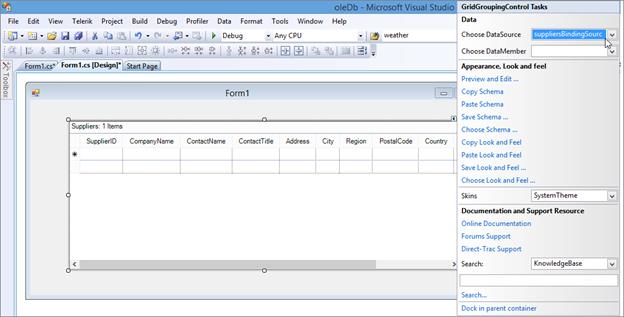 oleDb - Microsoft Visual Studio
File Edit View Project Build Debug Data Format Tools Test Window Help
Debug Any CPU weather
Form1.cs* Form1.cs [Design]* Start Page
Toolbox
Form1
Suppliers: 1 Items
SupplierID CompanyName ContactName ContactTitle Address City Region PostalCode Country
GridGroupingControl Tasks
Data
Choose DataSource suppliersBindingSourc
Choose DataMember
Appearance, Look and feel
Preview and Edit ...
Copy Schema
Paste Schema
Save Schema ...
Choose Schema ...
Copy Look and Feel
Paste Look and Feel
Save Look and Feel ...
Choose Look and Feel ...
Skins SystemTheme
Documentation and Support Resource
Online Documentation
Forums Support
Direct-Trac Support
Search: KnowledgeBase
Search...
Dock in parent container